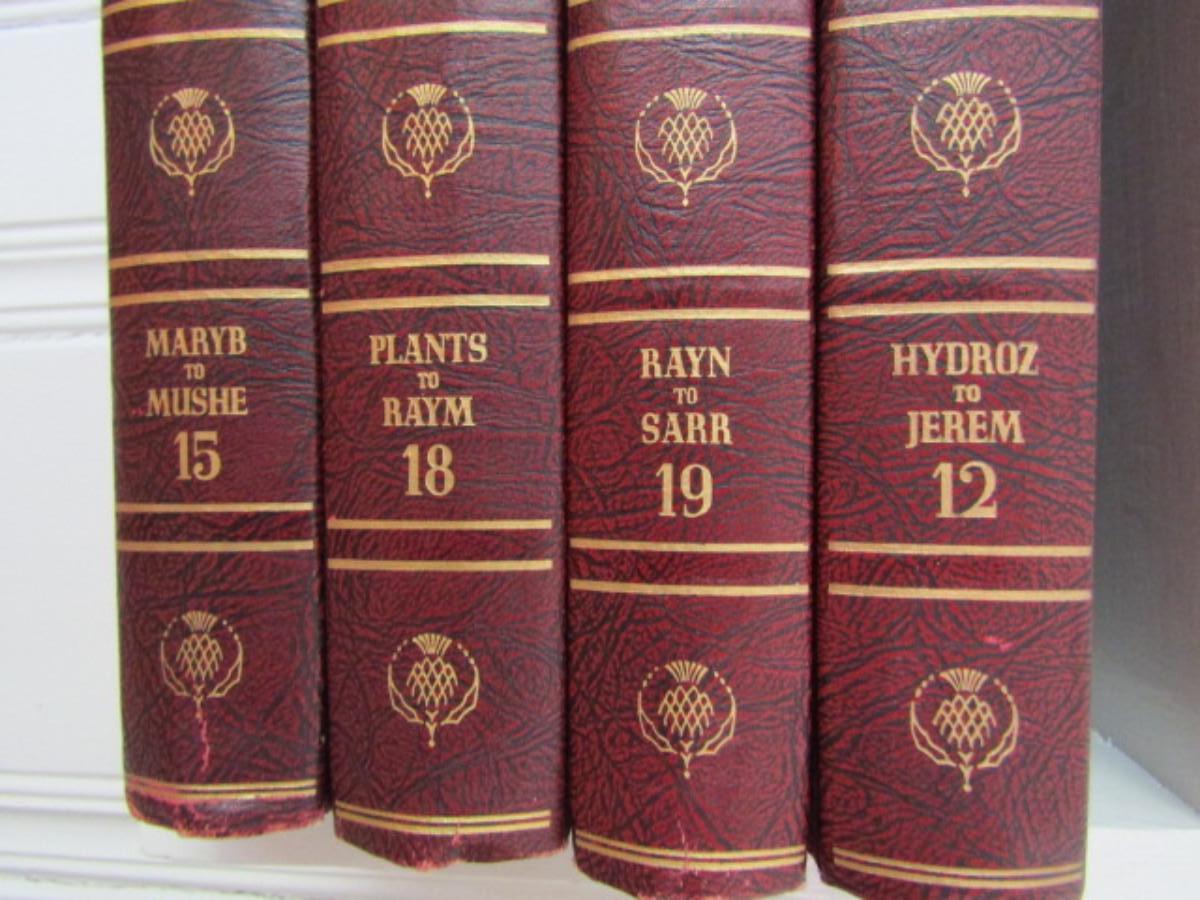 MARYB
TO
MUSHE
15
PLANTS
TO
RAYM
18
RAYN
TO
SARR
19
HYDROZ
TO
JEREM
12